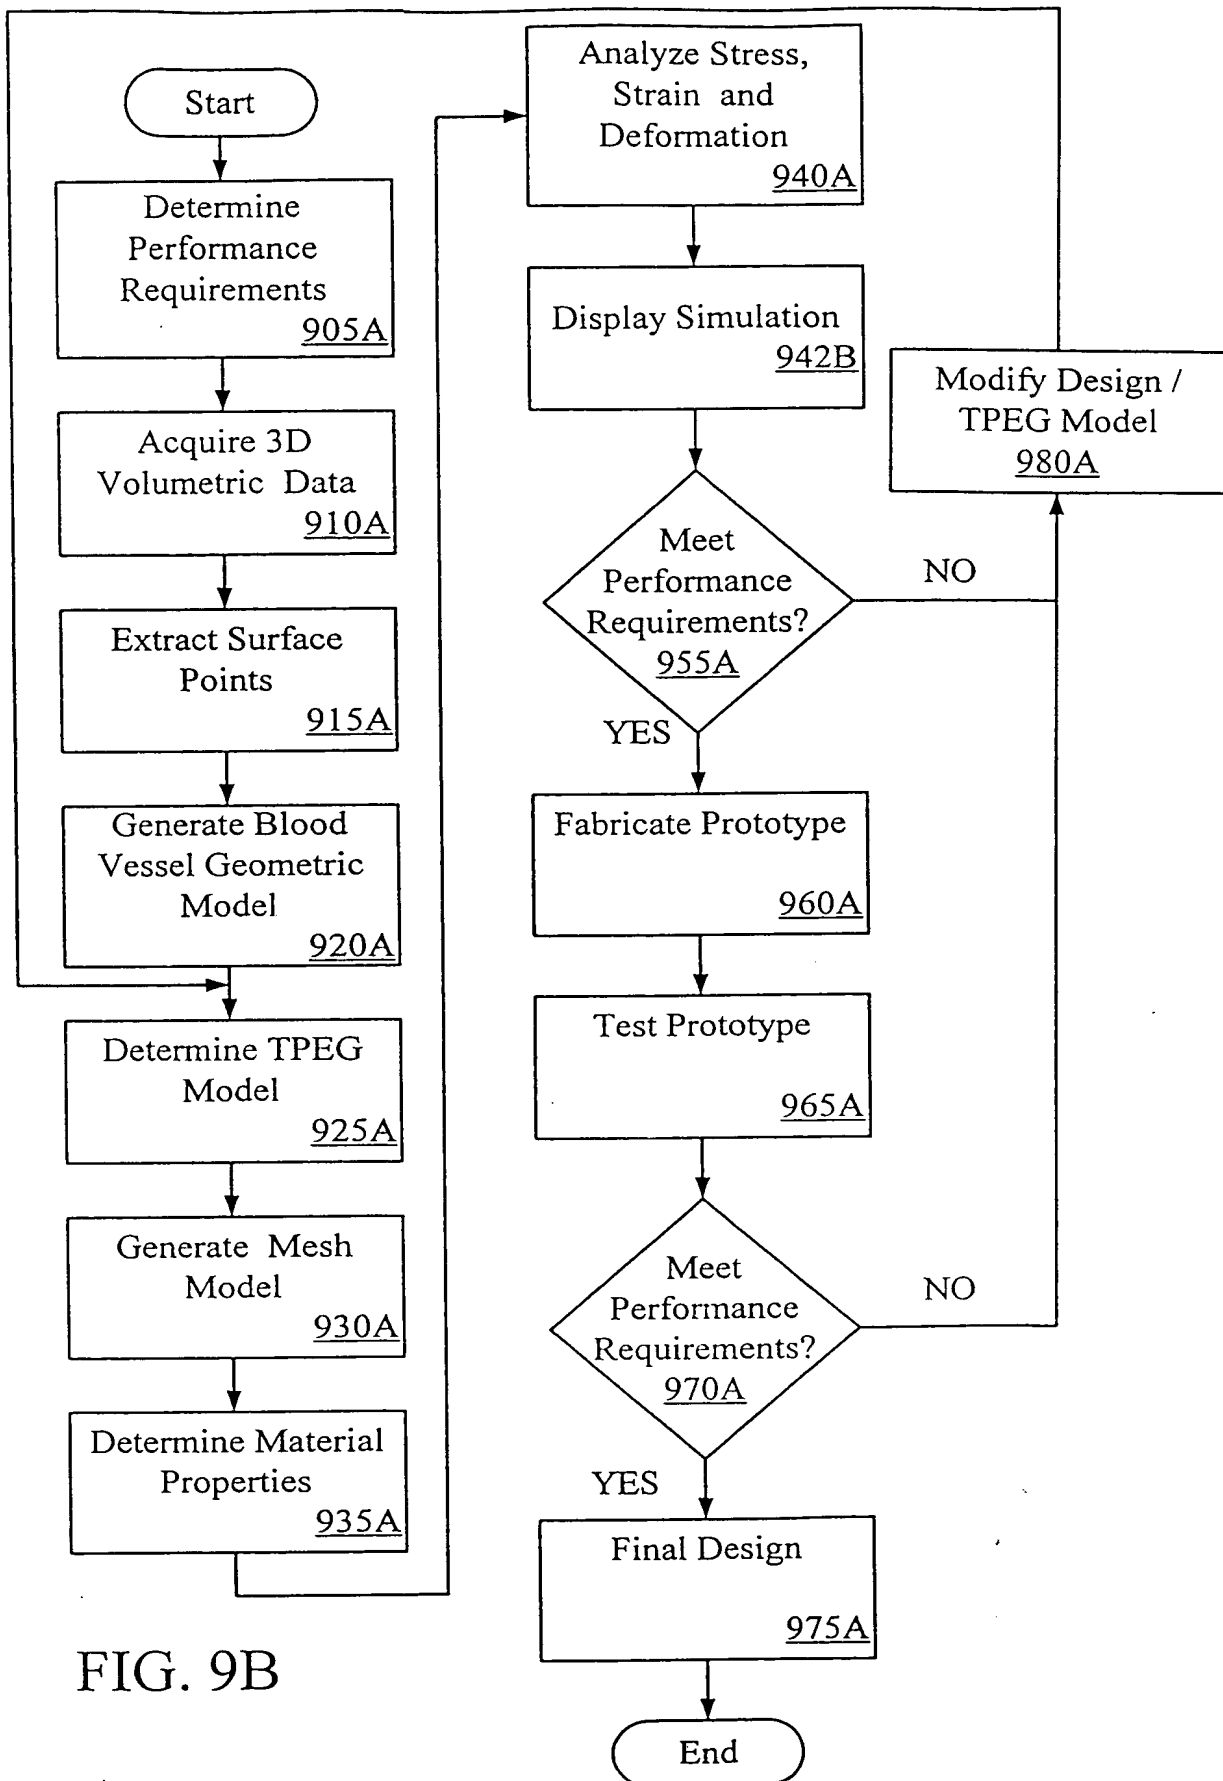 Start
Determine
Performance
Requirements
905A
Acquire 3D
Volumetric Data
910A
Extract Surface
Points
915A
Generate Blood
Vessel Geometric
Model
920A
Determine TPEG
Model
925A
Generate Mesh
Model
930A
Determine Material
Properties
935A
Analyze Stress,
Strain and
Deformation
940A
Display Simulation
942B
Meet
Performance
Requirements?
955A
NO
YES
Modify Design /
TPEG Model
980A
Fabricate Prototype
960A
Test Prototype
965A
Meet
Performance
Requirements?
970A
NO
YES
Final Design
975A
End
FIG. 9B